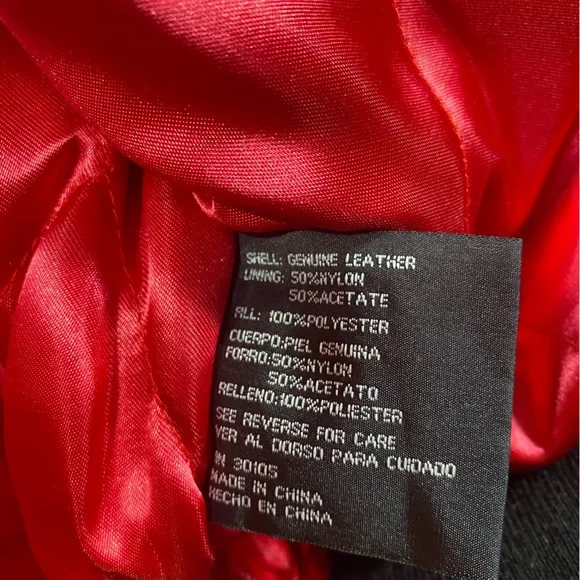 SHELL: GENUINE LEATHER
LINING: 50%NYLON
50%ACETATE
FILL: 100%POLYESTER
CUERPO:PIEL GENUINA
FORRO:50%NYLON
50%ACETATO
RELLENO:100%POLIESTER
SEE REVERSE FOR CARE
VER AL DORSO PARA CUIDADO
30105
MADE IN CHINA
HECHO EN CHINA